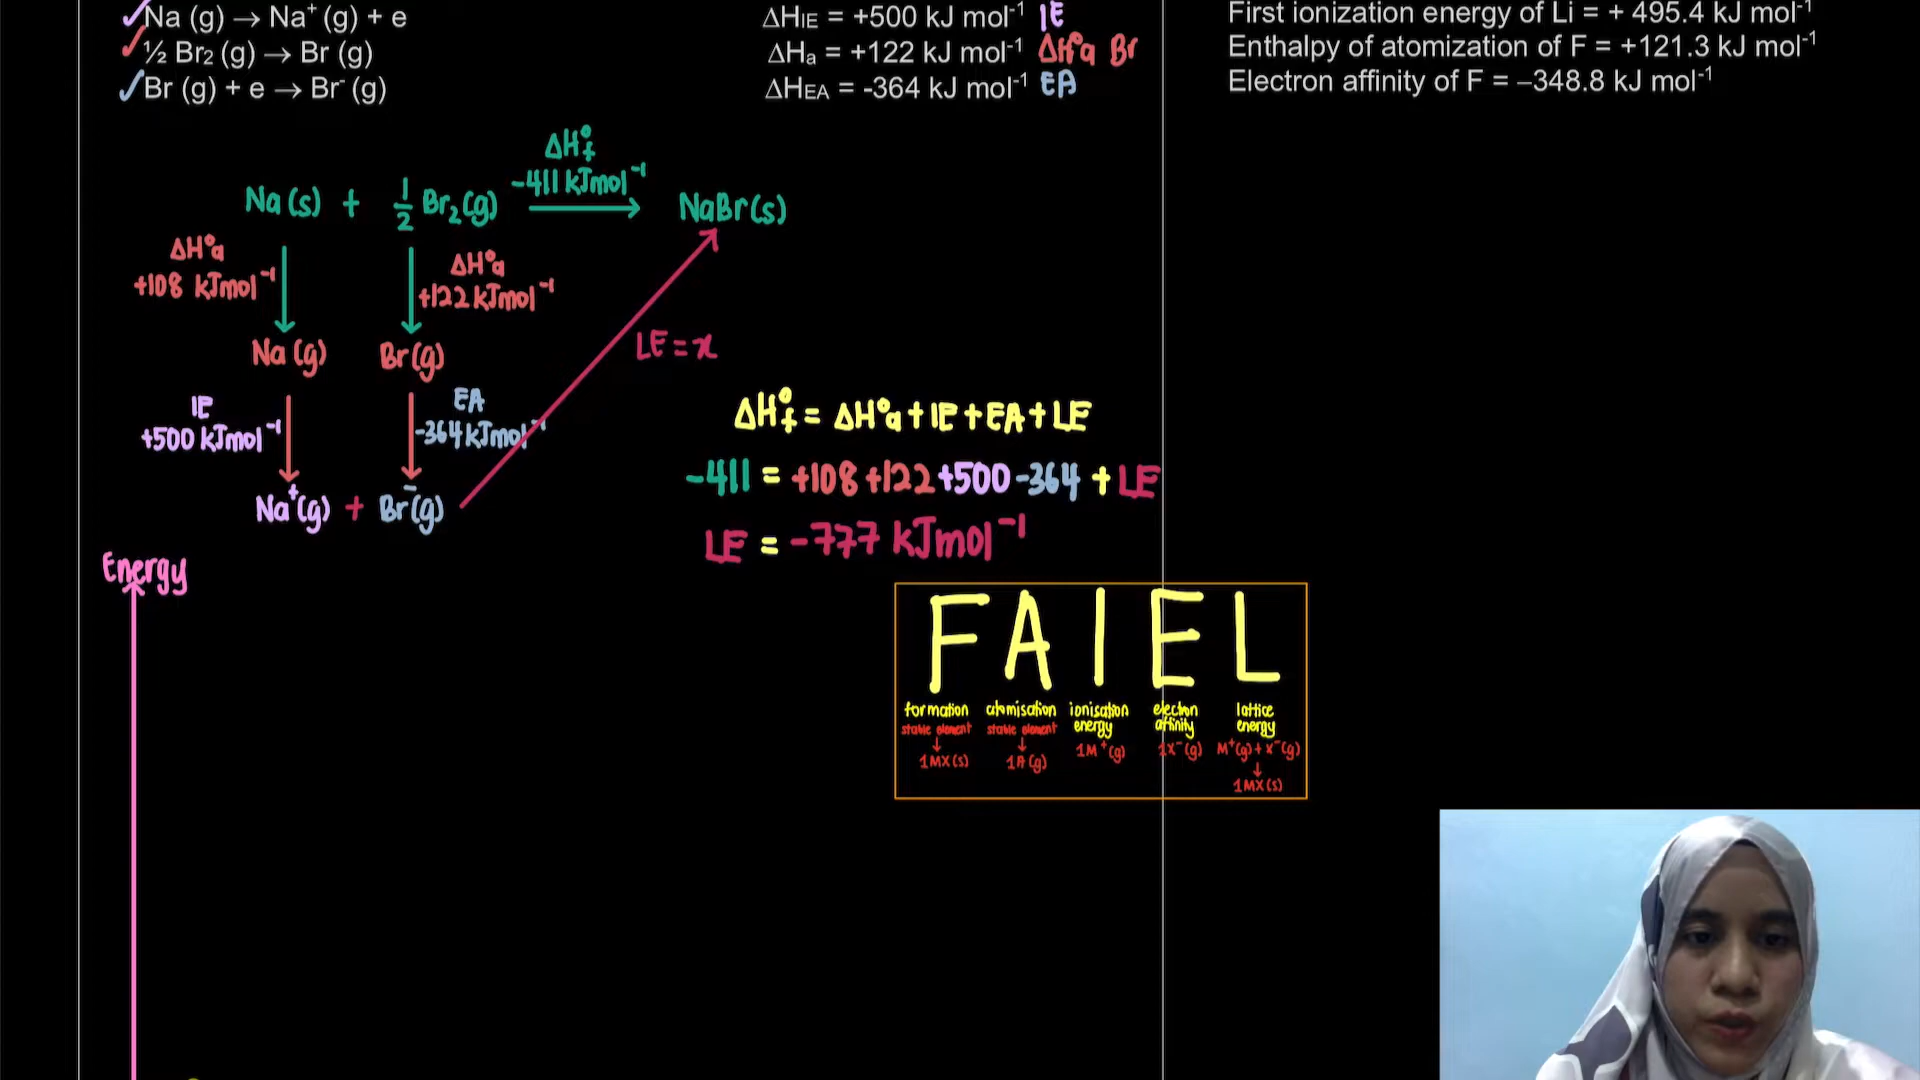 Na (g) → Na⁺ (g) + e
ΔHIE = +500 kJ mol⁻¹ IE
½ Br₂ (g) → Br (g)
ΔHa = +122 kJ mol⁻¹ ΔH°a Br
Br (g) + e → Br⁻ (g)
ΔHEA = -364 kJ mol⁻¹ EA
First ionization energy of Li = + 495.4 kJ mol⁻¹
Enthalpy of atomization of F = +121.3 kJ mol⁻¹
Electron affinity of F = –348.8 kJ mol⁻¹
ΔH°f
-411 kJmol⁻¹
Na(s) + 1/2 Br₂(g) → NaBr(s)
ΔH°a
+108 kJmol⁻¹
ΔH°a
+122 kJmol⁻¹
Na(g)
Br(g)
LE = x
IE
+500 kJmol⁻¹
EA
-364 kJmol⁻¹
Na⁺(g) + Br⁻(g)
ΔH°f = ΔH°a + IE + EA + LE
-411 = +108 +122 +500 -364 + LE
LE = -777 kJmol⁻¹
Energy
FAIEL
formation
stable element
↓
1MX(s)
atomisation
stable element
↓
1A(g)
ionisation
energy
1M⁺(g)
electron
affinity
1X⁻(g)
lattice
energy
M⁺(g) + X⁻(g)
↓
1MX(s)